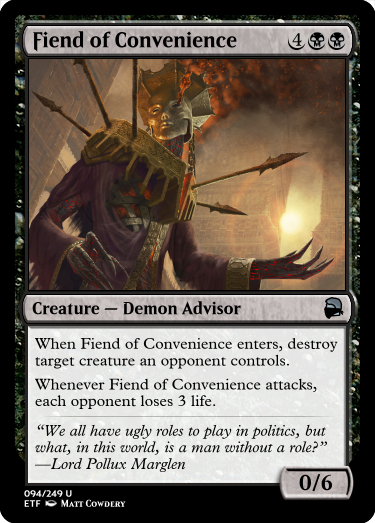 Fiend of Convenience 4
Creature — Demon Advisor
When Fiend of Convenience enters, destroy
target creature an opponent controls.
Whenever Fiend of Convenience attacks,
each opponent loses 3 life.
“We all have ugly roles to play in politics, but
what, in this world, is a man without a role?”
—Lord Pollux Marglen
0/6
094/249 U
ETF Matt Cowdery